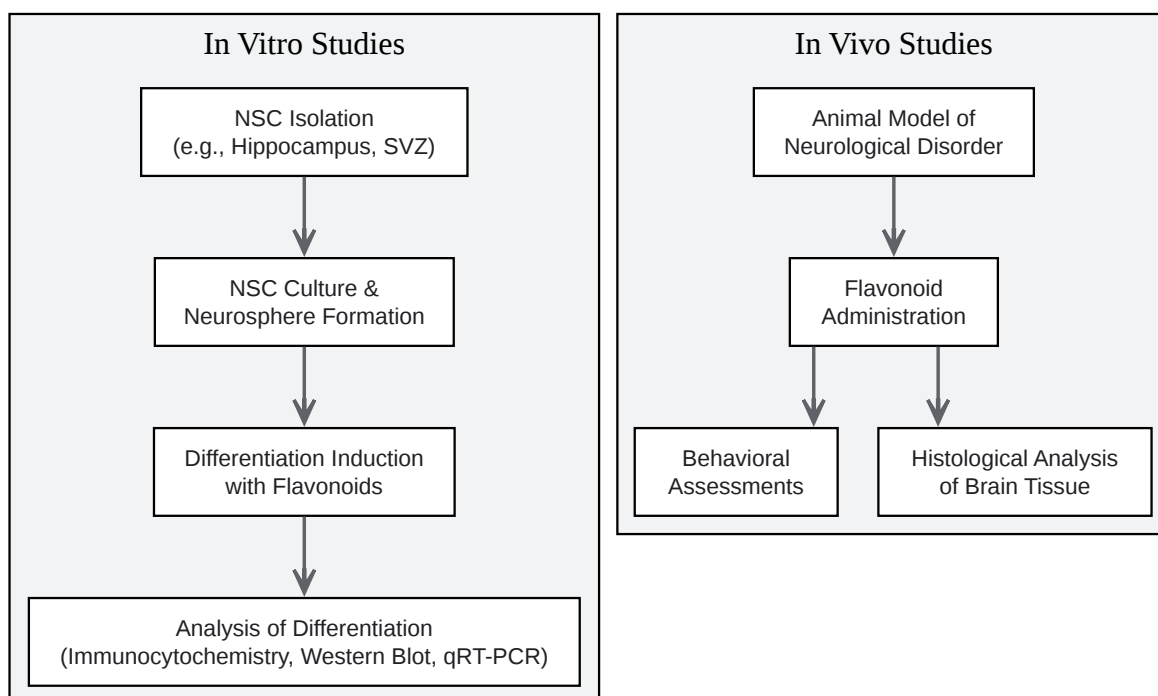 In Vitro Studies
NSC Isolation
(e.g., Hippocampus, SVZ)
NSC Culture &
Neurosphere Formation
Differentiation Induction
with Flavonoids
Analysis of Differentiation
(Immunocytochemistry, Western Blot, qRT-PCR)
In Vivo Studies
Animal Model of
Neurological Disorder
Flavonoid
Administration
Behavioral
Assessments
Histological Analysis
of Brain Tissue